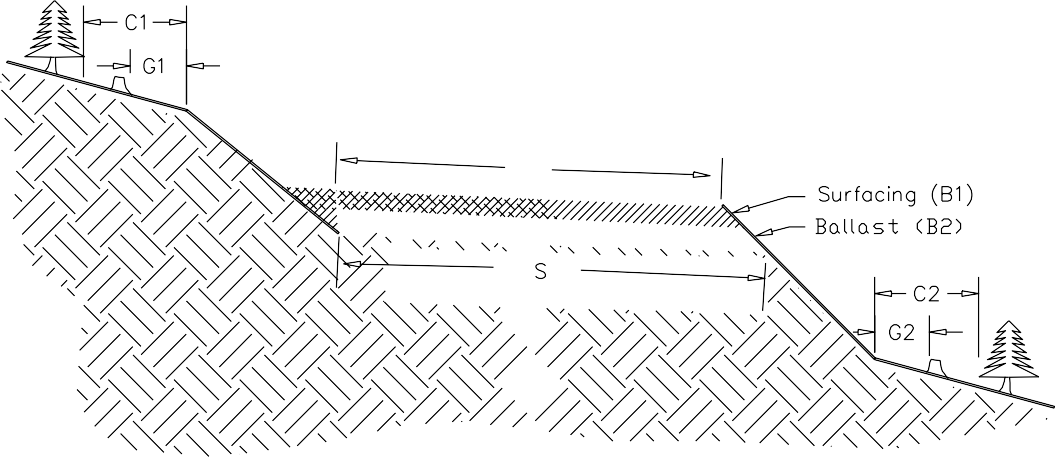 C1
G1
Surfacing (B1)
Ballast (B2)
S
C2
G2